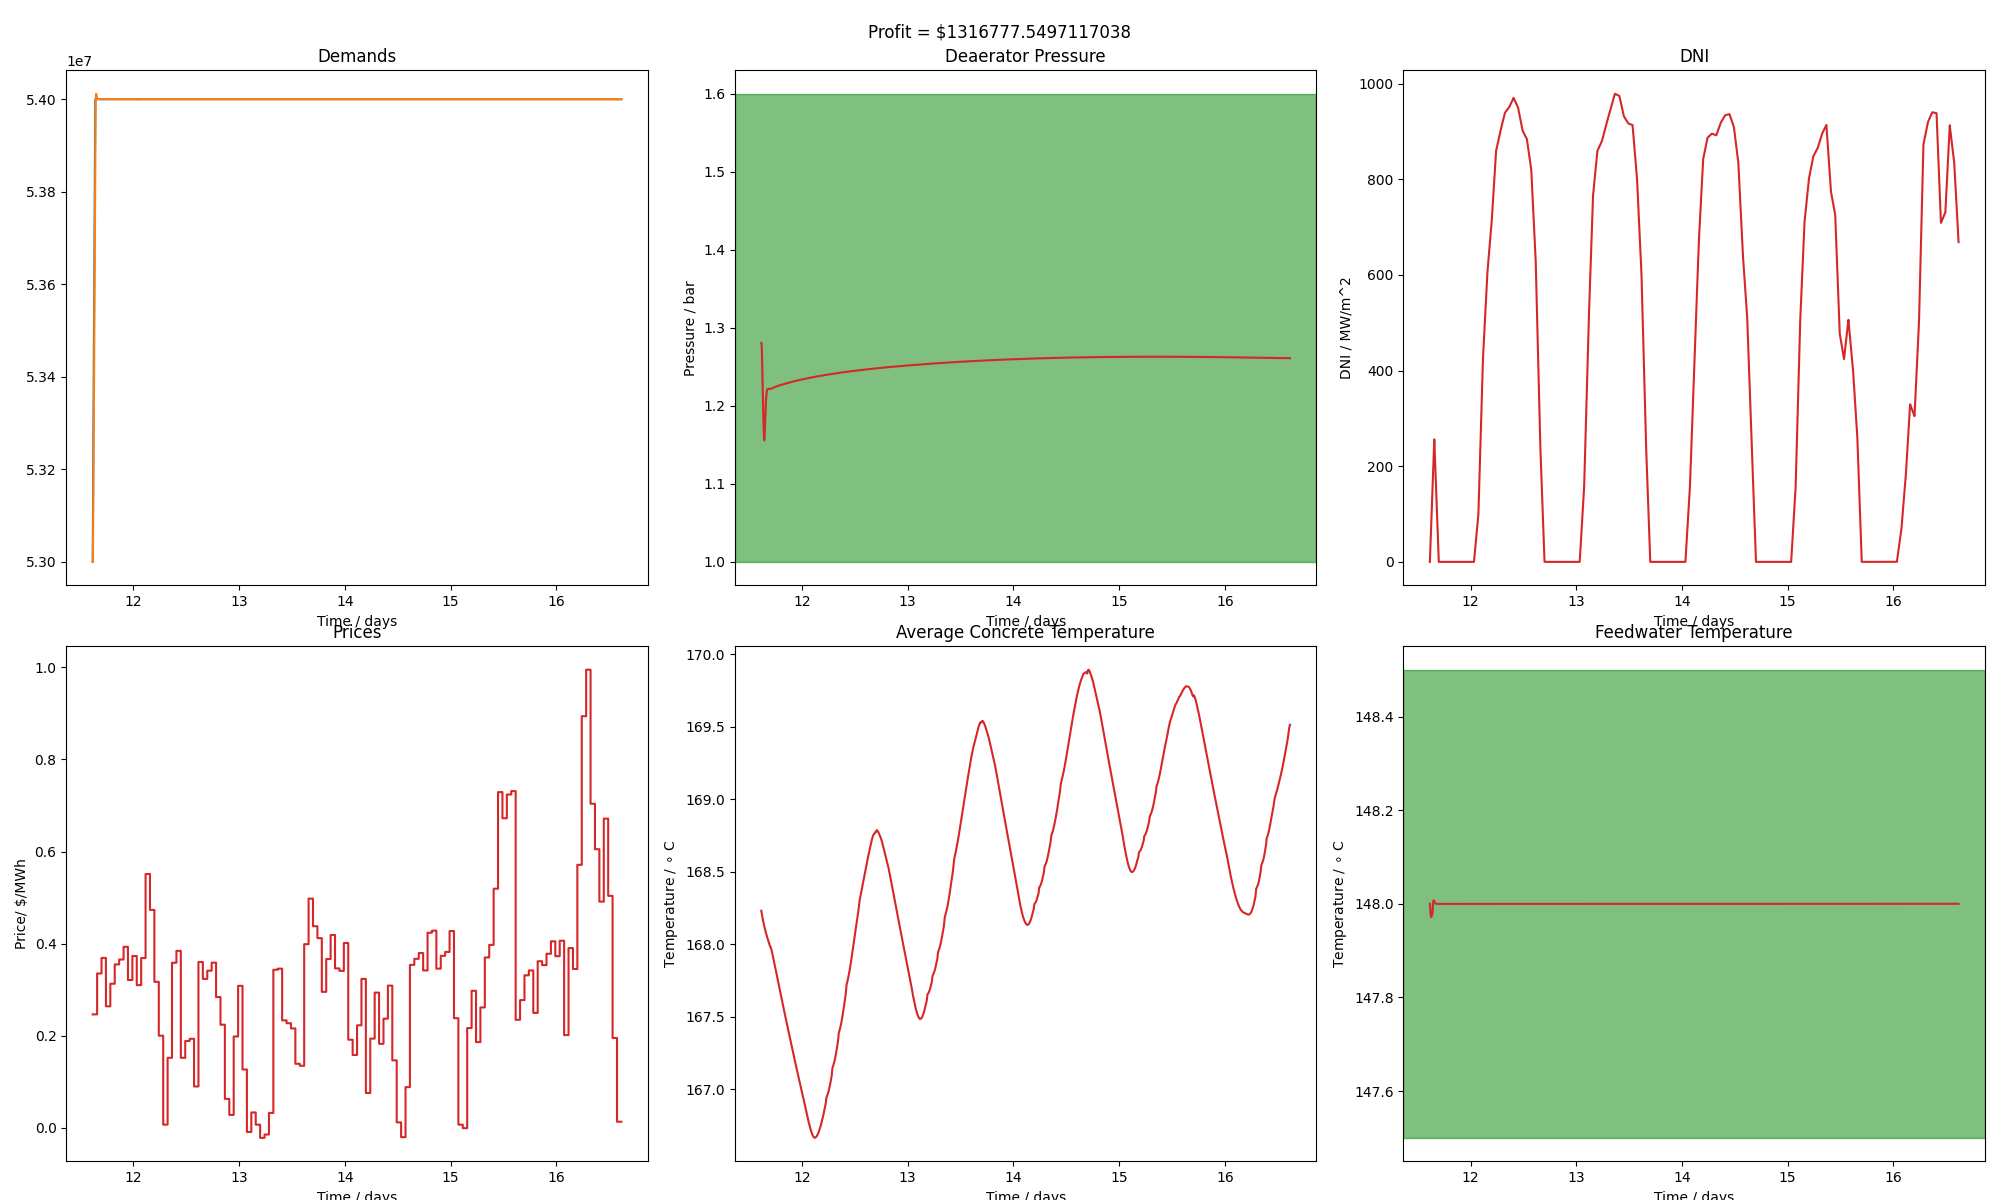 Profit = $1316777.5497117038
Demands
1e7
5.40
5.38
5.36
5.34
5.32
5.30
12 13 14 15 16
Time / days
Deaerator Pressure
Pressure / bar
1.6
1.5
1.4
1.3
1.2
1.1
1.0
12 13 14 15 16
Time / days
DNI
DNI / MW/m^2
1000
800
600
400
200
0
12 13 14 15 16
Time / days
Prices
Price/ $/MWh
1.0
0.8
0.6
0.4
0.2
0.0
12 13 14 15 16
Time / days
Average Concrete Temperature
Temperature / ∘ C
170.0
169.5
169.0
168.5
168.0
167.5
167.0
12 13 14 15 16
Time / days
Feedwater Temperature
Temperature / ∘ C
148.4
148.2
148.0
147.8
147.6
12 13 14 15 16
Time / days